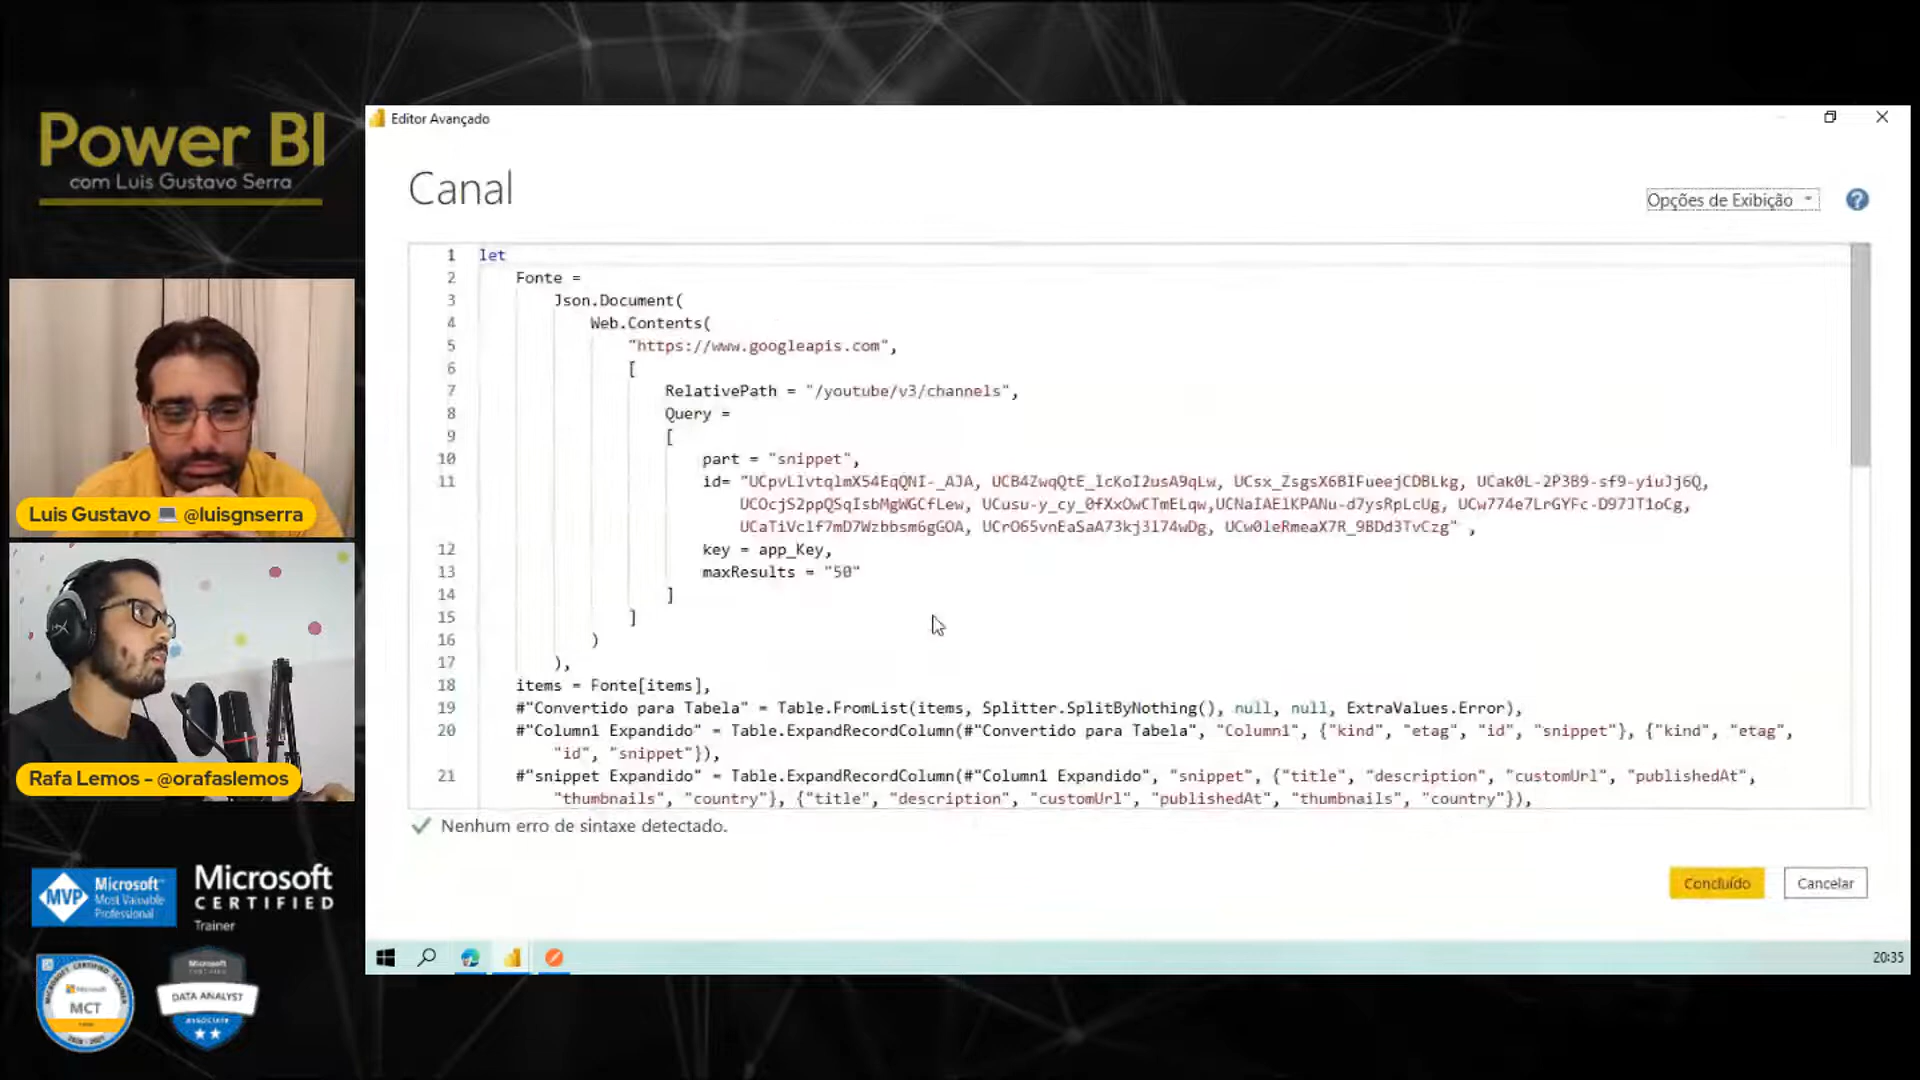 Power BI
com Luis Gustavo Serra
Luis Gustavo 💻 @luisgnserra
Rafa Lemos - @orafaslemos
MVP Microsoft
Most Valuable
Professional
Microsoft
CERTIFIED
Trainer
Microsoft
MCT
Microsoft
CERTIFIED
DATA ANALYST
ASSOCIATE
Editor Avançado
Canal
Opções de Exibição
?
1 let
2 Fonte =
3 Json.Document(
4 Web.Contents(
5 "https://www.googleapis.com",
6 [
7 RelativePath = "/youtube/v3/channels",
8 Query =
9 [
10 part = "snippet",
11 id= "UCpvLlvtqlmX54EqQNI-_AJA, UCB4ZwqQtE_lcKoI2usA9qLw, UCsx_ZsgsX6BIFueejCDBLkg, UCak0L-2P3B9-sf9-yiuJj6Q,
UCOcjS2ppQSqIsbMgWGCfLew, UCusu-y_cy_0fXxOwCTmELqw,UCNaIAElKPANu-d7ysRpLcUg, UCw774e7LrGYFc-D97JT1oCg,
UCaTiVclf7mD7Wzbbsm6gGOA, UCrO65vnEaSaA73kj3l74wDg, UCw0leRmeaX7R_9BDd3TvCzg" ,
12 key = app_Key,
13 maxResults = "50"
14 ]
15 ]
16 )
17 ),
18 items = Fonte[items],
19 #"Convertido para Tabela" = Table.FromList(items, Splitter.SplitByNothing(), null, null, ExtraValues.Error),
20 #"Column1 Expandido" = Table.ExpandRecordColumn(#"Convertido para Tabela", "Column1", {"kind", "etag", "id", "snippet"}, {"kind", "etag",
"id", "snippet"}),
21 #"snippet Expandido" = Table.ExpandRecordColumn(#"Column1 Expandido", "snippet", {"title", "description", "customUrl", "publishedAt",
"thumbnails", "country"}, {"title", "description", "customUrl", "publishedAt", "thumbnails", "country"}),
Nenhum erro de sintaxe detectado.
Concluído
Cancelar
20:35